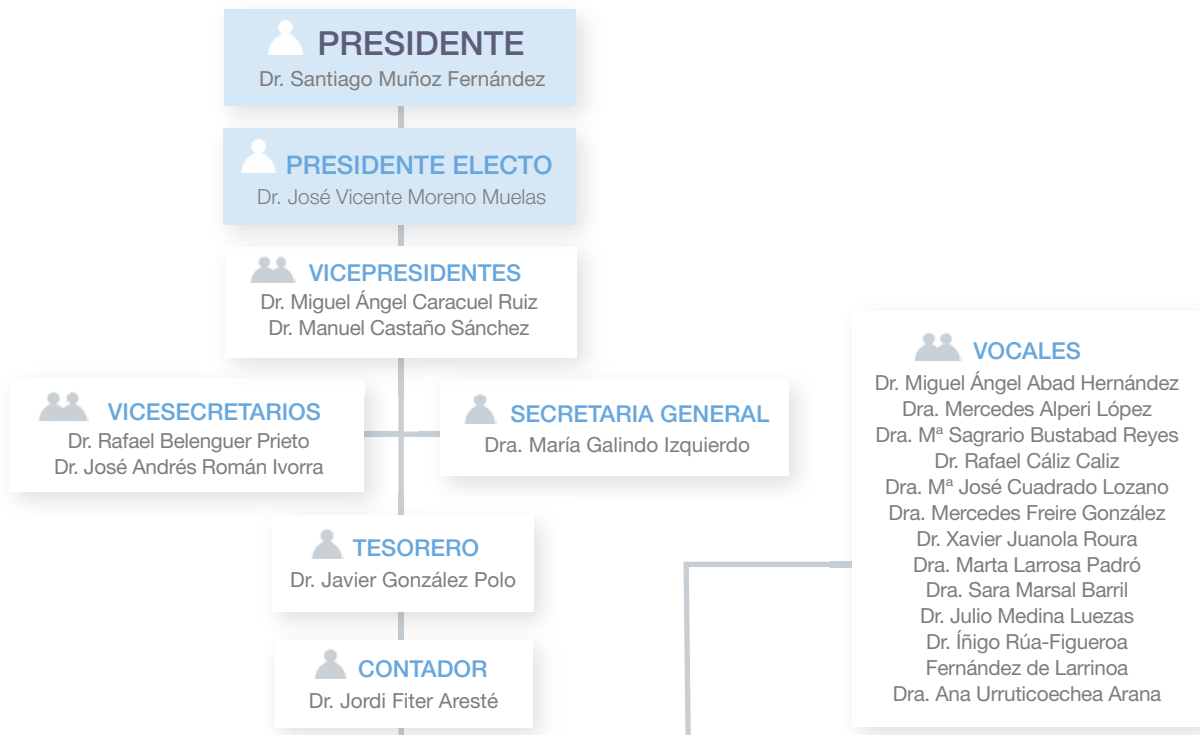 PRESIDENTE
Dr. Santiago Muñoz Fernández
PRESIDENTE ELECTO
Dr. José Vicente Moreno Muelas
VICEPRESIDENTES
Dr. Miguel Ángel Caracuel Ruiz
Dr. Manuel Castaño Sánchez
VICESECRETARIOS
Dr. Rafael Belenguer Prieto
Dr. José Andrés Román Ivorra
SECRETARIA GENERAL
Dra. María Galindo Izquierdo
TESORERO
Dr. Javier González Polo
CONTADOR
Dr. Jordi Fiter Aresté
VOCALES
Dr. Miguel Ángel Abad Hernández
Dra. Mercedes Alperi López
Dra. Mª Sagrario Bustabad Reyes
Dr. Rafael Cáliz Caliz
Dra. Mª José Cuadrado Lozano
Dra. Mercedes Freire González
Dr. Xavier Juanola Roura
Dra. Marta Larrosa Padró
Dra. Sara Marsal Barril
Dr. Julio Medina Luezas
Dr. Íñigo Rúa-Figueroa
Fernández de Larrinoa
Dra. Ana Urruticoechea Arana